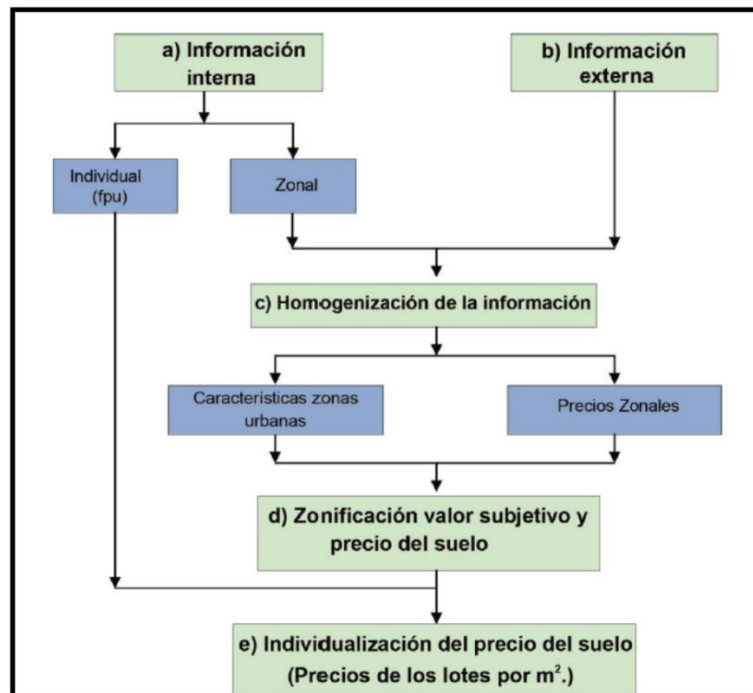 a) Información
interna
b) Información
externa
Individual
(fpu)
Zonal
c) Homogenización de la información
Características zonas
urbanas
Precios Zonales
d) Zonificación valor subjetivo y
precio del suelo
e) Individualización del precio del suelo
(Precios de los lotes por m².)